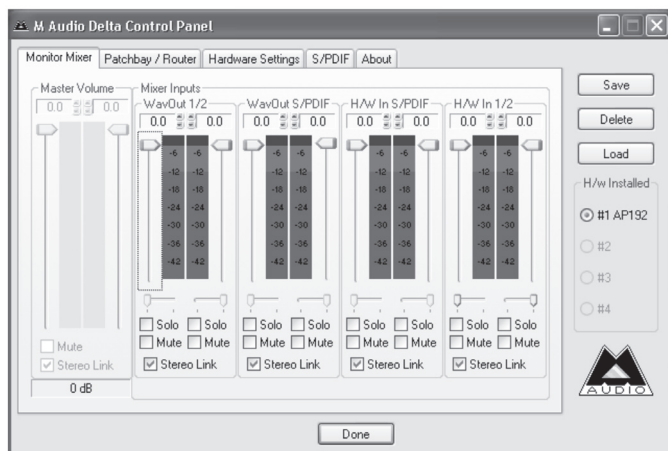 M Audio Delta Control Panel
Monitor Mixer Patchbay / Router Hardware Settings S/PDIF About
Master Volume
0.0 0.0
Mute
Stereo Link
0 dB
Mixer Inputs
WavOut 1/2
0.0 0.0
-6 -6
-12 -12
-18 -18
-24 -24
-30 -30
-36 -36
-42 -42
Solo Solo
Mute Mute
Stereo Link
WavOut S/PDIF
0.0 0.0
-6 -6
-12 -12
-18 -18
-24 -24
-30 -30
-36 -36
-42 -42
Solo Solo
Mute Mute
Stereo Link
H/W In S/PDIF
0.0 0.0
-6 -6
-12 -12
-18 -18
-24 -24
-30 -30
-36 -36
-42 -42
Solo Solo
Mute Mute
Stereo Link
H/W In 1/2
0.0 0.0
-6 -6
-12 -12
-18 -18
-24 -24
-30 -30
-36 -36
-42 -42
Solo Solo
Mute Mute
Stereo Link
Save
Delete
Load
H/w Installed
#1 AP192
#2
#3
#4
AUDIO
Done